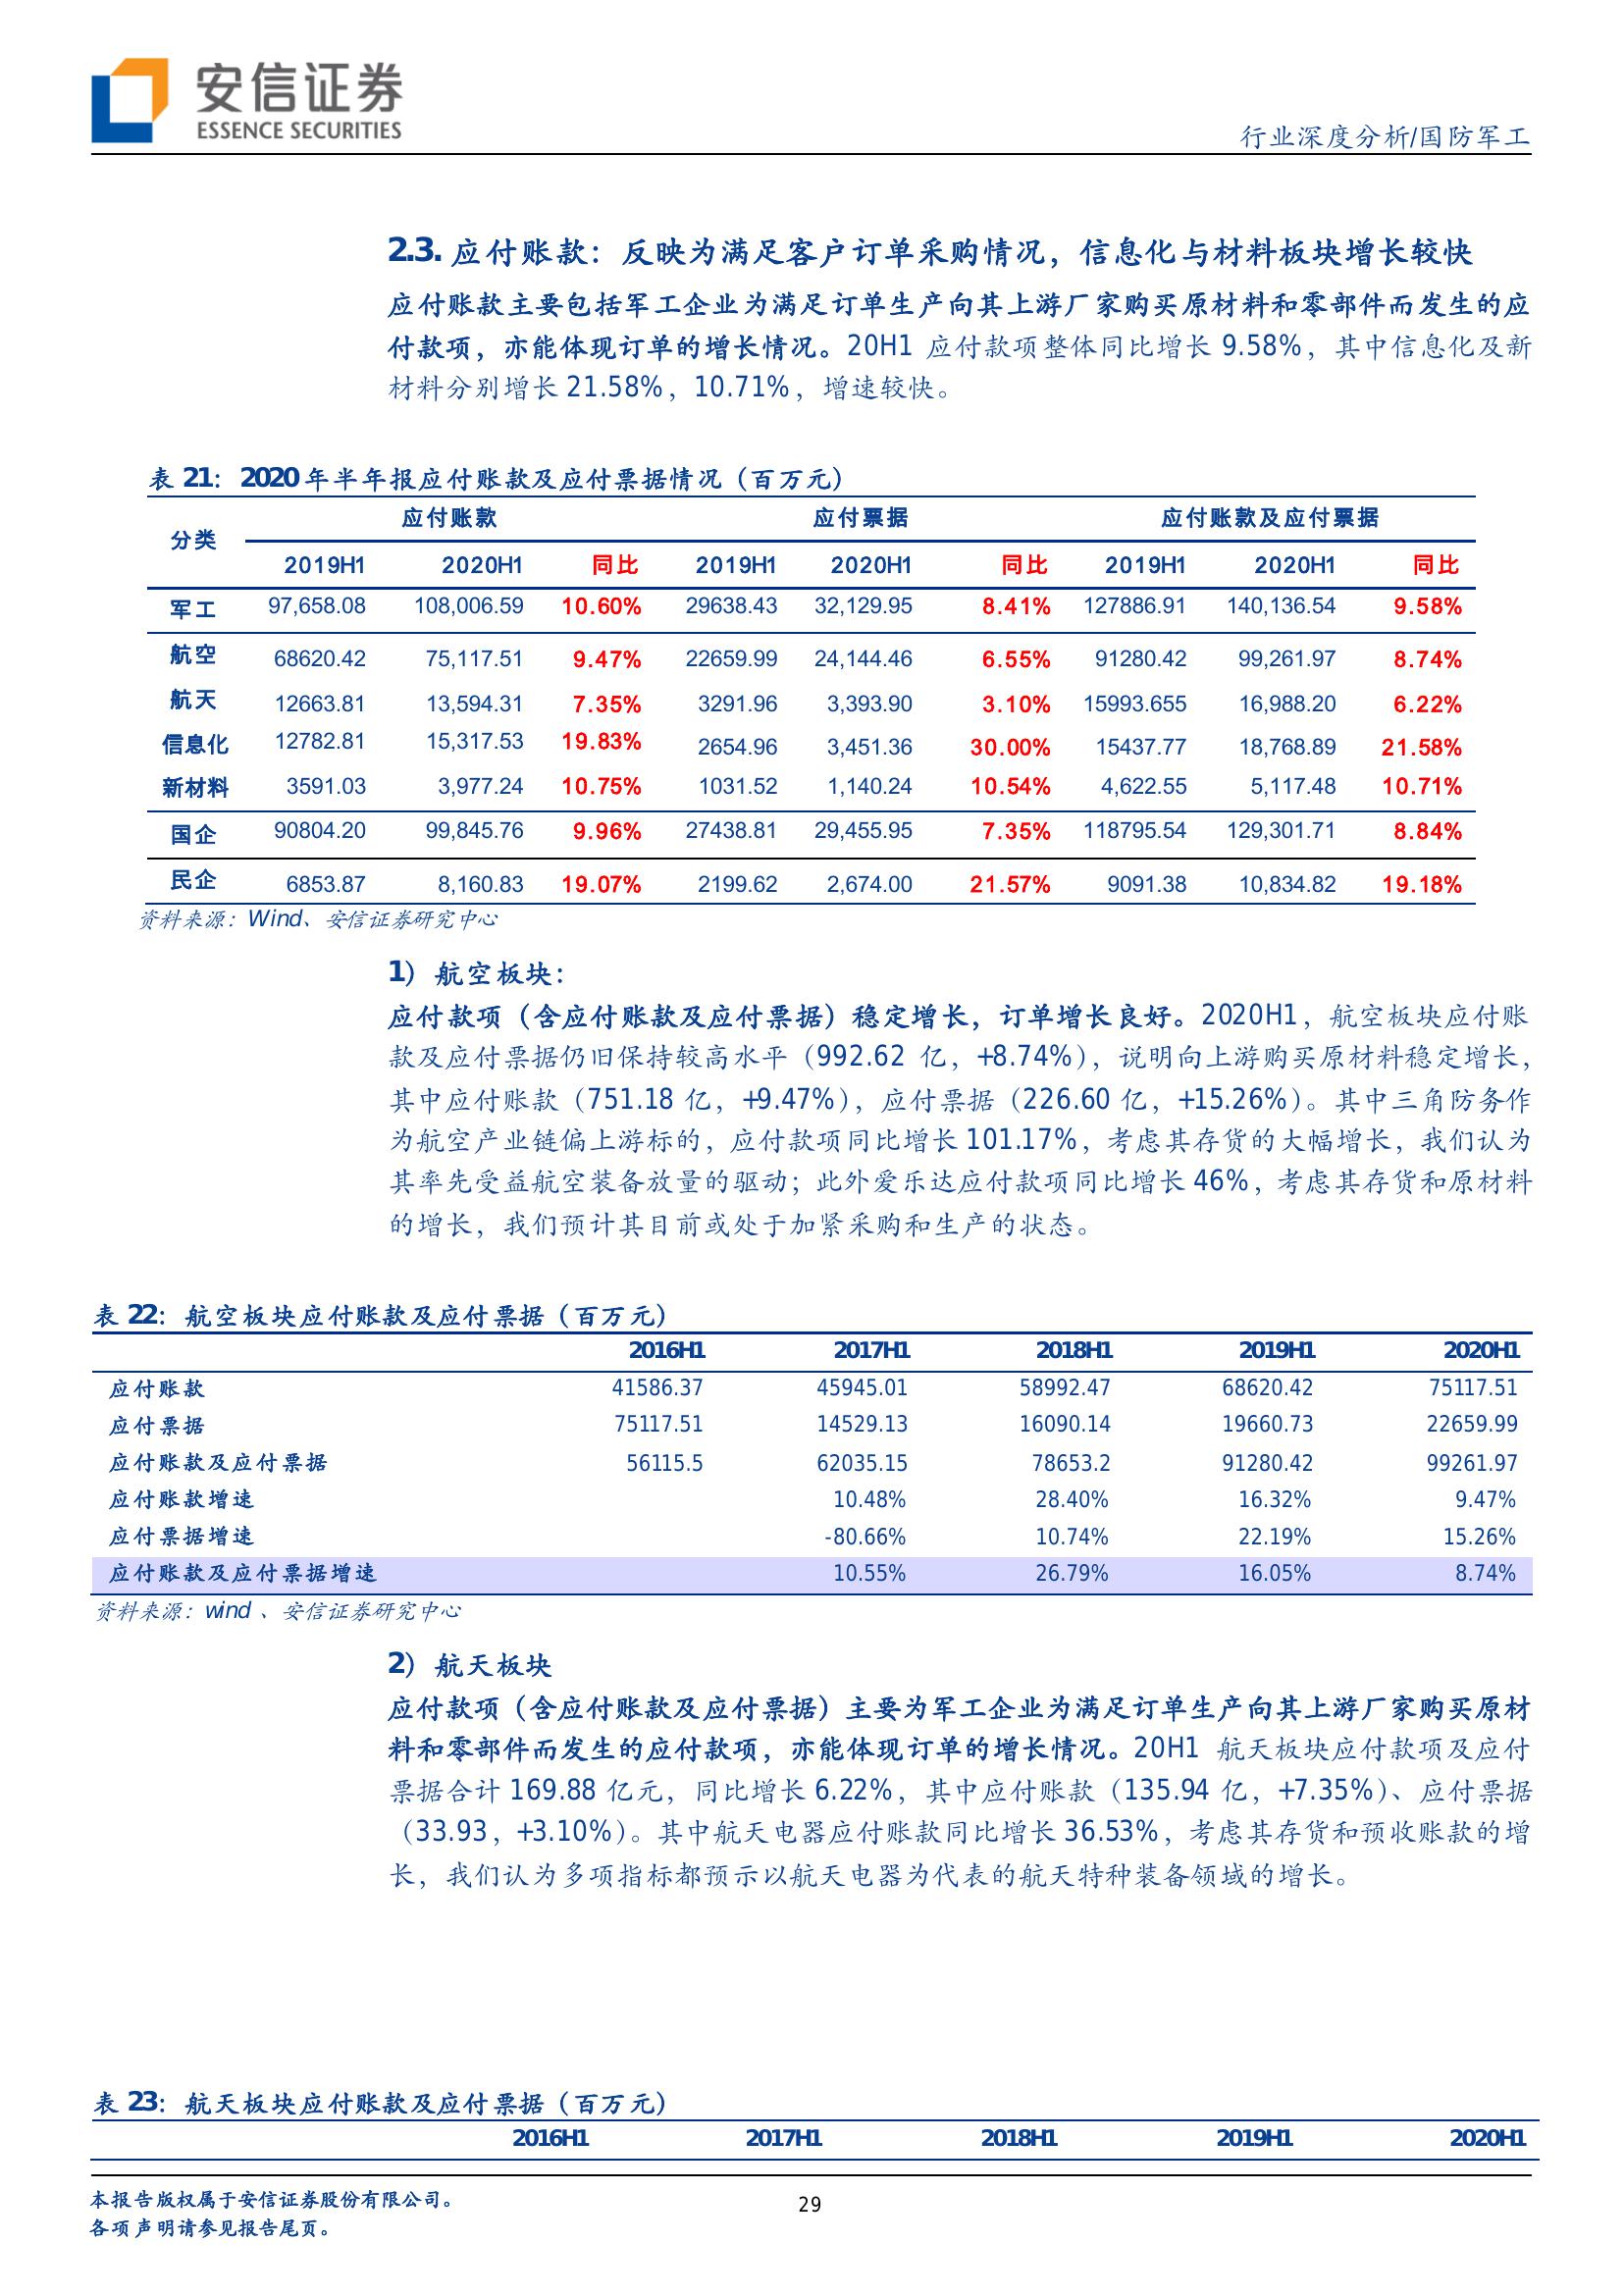 安信证券
ESSENCE SECURITIES
行业深度分析/国防军工
2.3. 应付账款：反映为满足客户订单采购情况，信息化与材料板块增长较快
应付账款主要包括军工企业为满足订单生产向其上游厂家购买原材料和零部件而发生的应
付款项，亦能体现订单的增长情况。20H1 应付款项整体同比增长 9.58%，其中信息化及新
材料分别增长 21.58%，10.71%，增速较快。
表 21：2020 年半年报应付账款及应付票据情况（百万元）
分类 应付账款 应付票据 应付账款及应付票据
2019H1 2020H1 同比 2019H1 2020H1 同比 2019H1 2020H1 同比
军工 97,658.08 108,006.59 10.60% 29638.43 32,129.95 8.41% 127886.91 140,136.54 9.58%
航空 68620.42 75,117.51 9.47% 22659.99 24,144.46 6.55% 91280.42 99,261.97 8.74%
航天 12663.81 13,594.31 7.35% 3291.96 3,393.90 3.10% 15993.655 16,988.20 6.22%
信息化 12782.81 15,317.53 19.83% 2654.96 3,451.36 30.00% 15437.77 18,768.89 21.58%
新材料 3591.03 3,977.24 10.75% 1031.52 1,140.24 10.54% 4,622.55 5,117.48 10.71%
国企 90804.20 99,845.76 9.96% 27438.81 29,455.95 7.35% 118795.54 129,301.71 8.84%
民企 6853.87 8,160.83 19.07% 2199.62 2,674.00 21.57% 9091.38 10,834.82 19.18%
资料来源：Wind、安信证券研究中心
1）航空板块：
应付款项（含应付账款及应付票据）稳定增长，订单增长良好。2020H1，航空板块应付账
款及应付票据仍旧保持较高水平（992.62 亿，+8.74%），说明向上游购买原材料稳定增长，
其中应付账款（751.18 亿，+9.47%），应付票据（226.60 亿，+15.26%）。其中三角防务作
为航空产业链偏上游标的，应付款项同比增长 101.17%，考虑其存货的大幅增长，我们认为
其率先受益航空装备放量的驱动；此外爱乐达应付款项同比增长 46%，考虑其存货和原材料
的增长，我们预计其目前或处于加紧采购和生产的状态。
表 22：航空板块应付账款及应付票据（百万元）
2016H1 2017H1 2018H1 2019H1 2020H1
应付账款 41586.37 45945.01 58992.47 68620.42 75117.51
应付票据 75117.51 14529.13 16090.14 19660.73 22659.99
应付账款及应付票据 56115.5 62035.15 78653.2 91280.42 99261.97
应付账款增速 10.48% 28.40% 16.32% 9.47%
应付票据增速 -80.66% 10.74% 22.19% 15.26%
应付账款及应付票据增速 10.55% 26.79% 16.05% 8.74%
资料来源：wind 、安信证券研究中心
2）航天板块
应付款项（含应付账款及应付票据）主要为军工企业为满足订单生产向其上游厂家购买原材
料和零部件而发生的应付款项，亦能体现订单的增长情况。20H1 航天板块应付款项及应付
票据合计 169.88 亿元，同比增长 6.22%，其中应付账款（135.94 亿，+7.35%）、应付票据
（33.93，+3.10%）。其中航天电器应付账款同比增长 36.53%，考虑其存货和预收账款的增
长，我们认为多项指标都预示以航天电器为代表的航天特种装备领域的增长。
表 23：航天板块应付账款及应付票据（百万元）
2016H1 2017H1 2018H1 2019H1 2020H1
本报告版权属于安信证券股份有限公司。
29
各项声明请参见报告尾页。